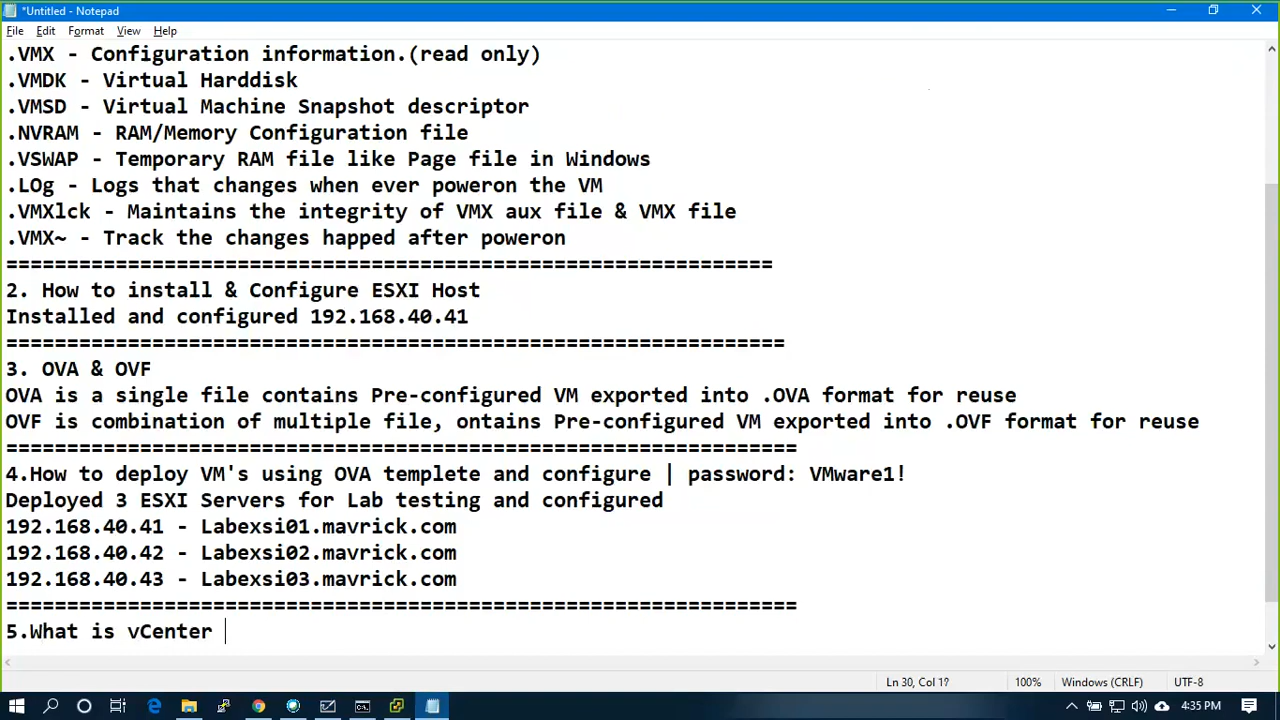 *Untitled - Notepad
File Edit Format View Help
.VMX - Configuration information.(read only)
.VMDK - Virtual Harddisk
.VMSD - Virtual Machine Snapshot descriptor
.NVRAM - RAM/Memory Configuration file
.VSWAP - Temporary RAM file like Page file in Windows
.LOg - Logs that changes when ever poweron the VM
.VMXlck - Maintains the integrity of VMX aux file & VMX file
.VMX~ - Track the changes happed after poweron
===============================================================
2. How to install & Configure ESXI Host
Installed and configured 192.168.40.41
================================================================
3. OVA & OVF
OVA is a single file contains Pre-configured VM exported into .OVA format for reuse
OVF is combination of multiple file, ontains Pre-configured VM exported into .OVF format for reuse
=================================================================
4.How to deploy VM's using OVA templete and configure | password: VMware1!
Deployed 3 ESXI Servers for Lab testing and configured
192.168.40.41 - Labexsi01.mavrick.com
192.168.40.42 - Labexsi02.mavrick.com
192.168.40.43 - Labexsi03.mavrick.com
=================================================================
5.What is vCenter
Ln 30, Col 1? 100% Windows (CRLF) UTF-8
4:35 PM